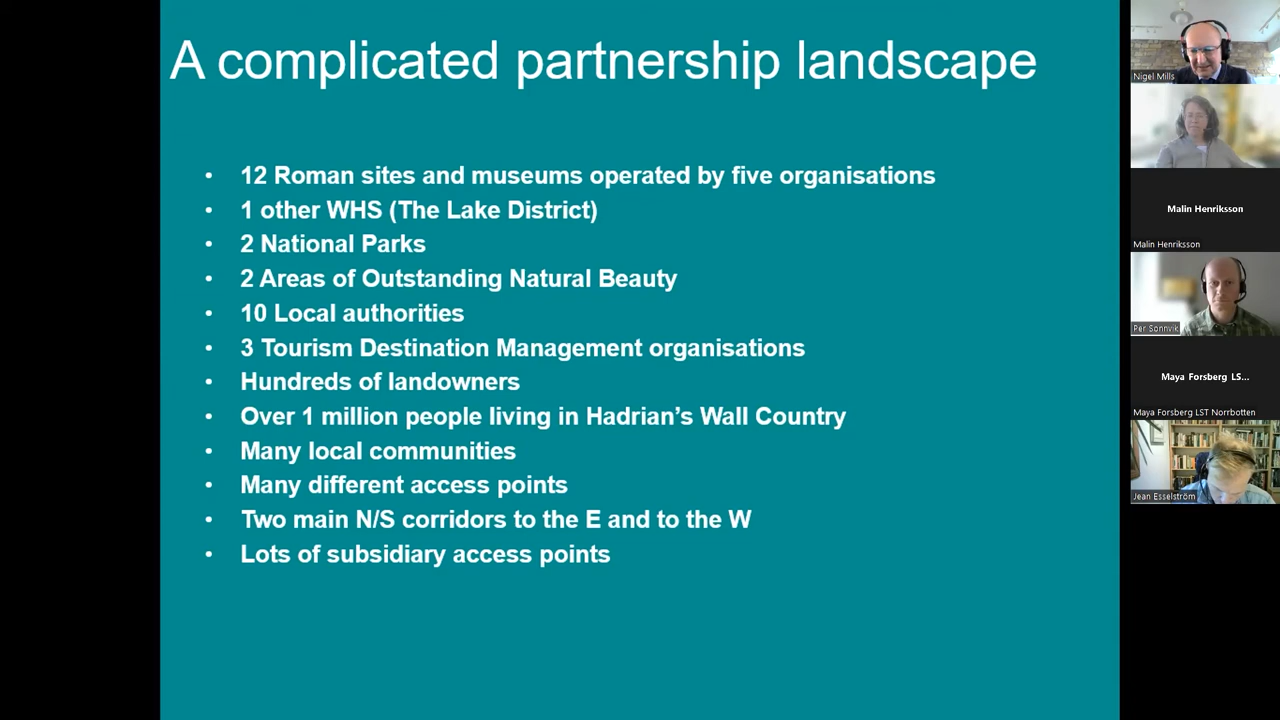 A complicated partnership landscape
• 12 Roman sites and museums operated by five organisations
• 1 other WHS (The Lake District)
• 2 National Parks
• 2 Areas of Outstanding Natural Beauty
• 10 Local authorities
• 3 Tourism Destination Management organisations
• Hundreds of landowners
• Over 1 million people living in Hadrian’s Wall Country
• Many local communities
• Many different access points
• Two main N/S corridors to the E and to the W
• Lots of subsidiary access points
Nigel Mills
Malin Henriksson
Malin Henriksson
Per Sonnvik
Maya Forsberg LS...
Maya Forsberg LST Norrbotten
Jean Esselström